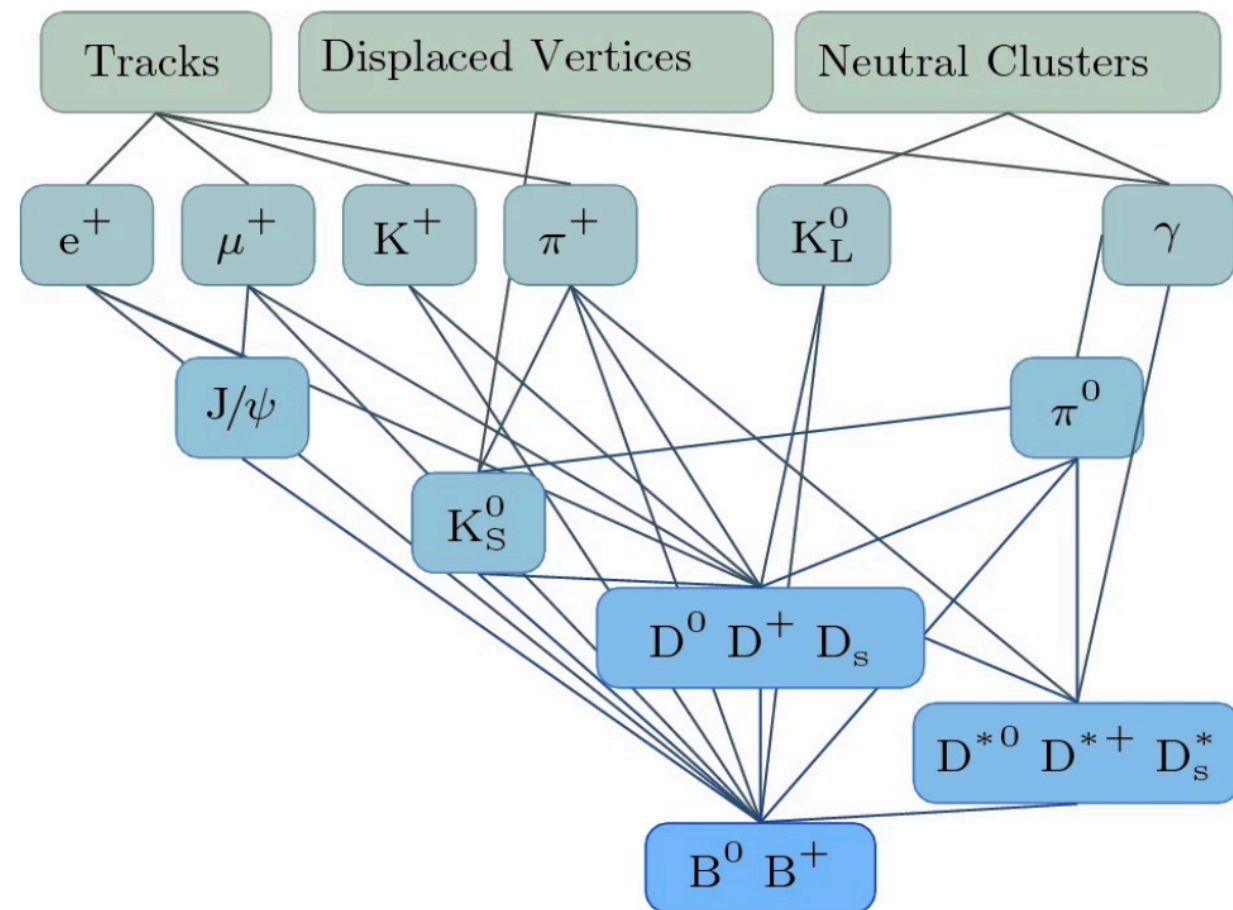 Tracks Displaced Vertices Neutral Clusters
e⁺ μ⁺ K⁺ π⁺ K⁰_L γ
J/ψ π⁰
K⁰_S
D⁰ D⁺ D_s
D*⁰ D*⁺ D*_s
B⁰ B⁺